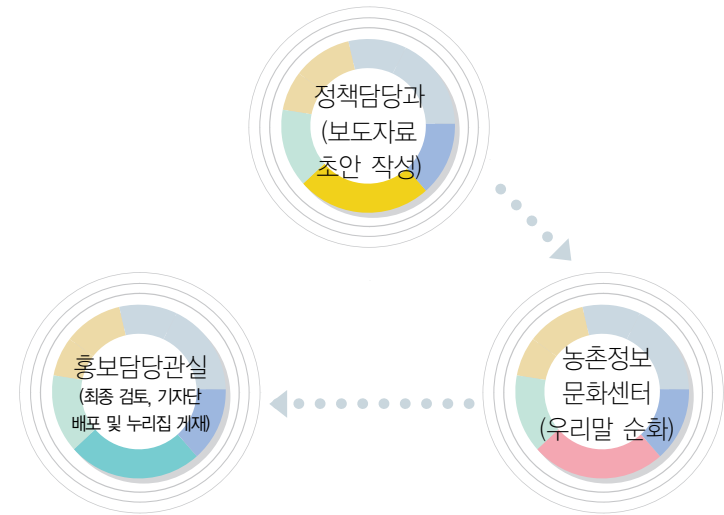 정책담당과
(보도자료
초안 작성)
홍보담당관실
(최종 검토, 기자단
배포 및 누리집 게재)
농촌정보
문화센터
(우리말 순화)